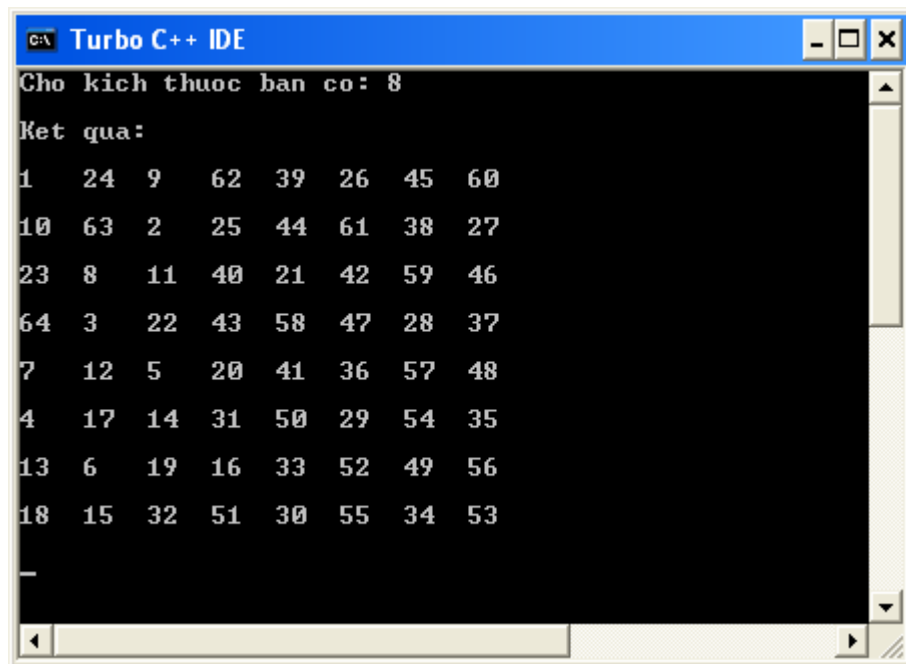 Turbo C++ IDE
Cho kich thuoc ban co: 8
Ket qua:
1 24 9 62 39 26 45 60
10 63 2 25 44 61 38 27
23 8 11 40 21 42 59 46
64 3 22 43 58 47 28 37
7 12 5 20 41 36 57 48
4 17 14 31 50 29 54 35
13 6 19 16 33 52 49 56
18 15 32 51 30 55 34 53
_